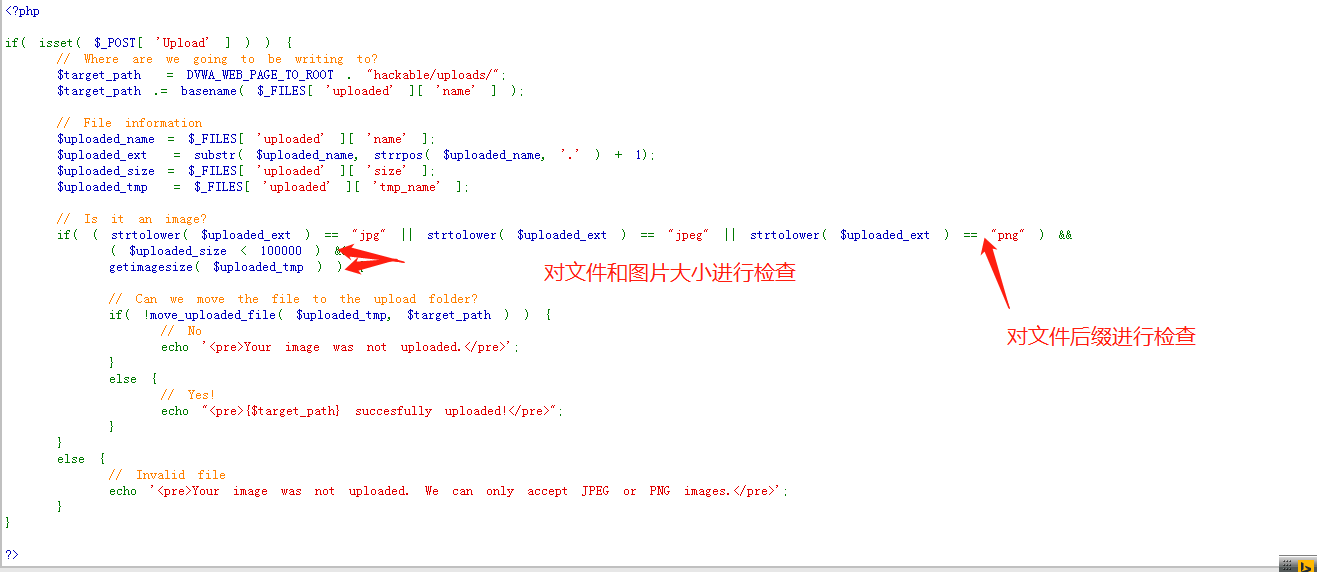 <?php
if( isset( $_POST[ 'Upload' ] ) ) {
// Where are we going to be writing to?
$target_path = DVWA_WEB_PAGE_TO_ROOT . "hackable/uploads/";
$target_path .= basename( $_FILES[ 'uploaded' ][ 'name' ] );
// File information
$uploaded_name = $_FILES[ 'uploaded' ][ 'name' ];
$uploaded_ext = substr( $uploaded_name, strrpos( $uploaded_name, '.' ) + 1);
$uploaded_size = $_FILES[ 'uploaded' ][ 'size' ];
$uploaded_tmp = $_FILES[ 'uploaded' ][ 'tmp_name' ];
// Is it an image?
if( ( strtolower( $uploaded_ext ) == "jpg" || strtolower( $uploaded_ext ) == "jpeg" || strtolower( $uploaded_ext ) == "png" ) &&
( $uploaded_size < 100000 ) &&
getimagesize( $uploaded_tmp ) )
对文件和图片大小进行检查
对文件后缀进行检查
// Can we move the file to the upload folder?
if( !move_uploaded_file( $uploaded_tmp, $target_path ) ) {
// No
echo '<pre>Your image was not uploaded.</pre>';
}
else {
// Yes!
echo "<pre>{$target_path} succesfully uploaded!</pre>";
}
}
else {
// Invalid file
echo '<pre>Your image was not uploaded. We can only accept JPEG or PNG images.</pre>';
}
}
?>